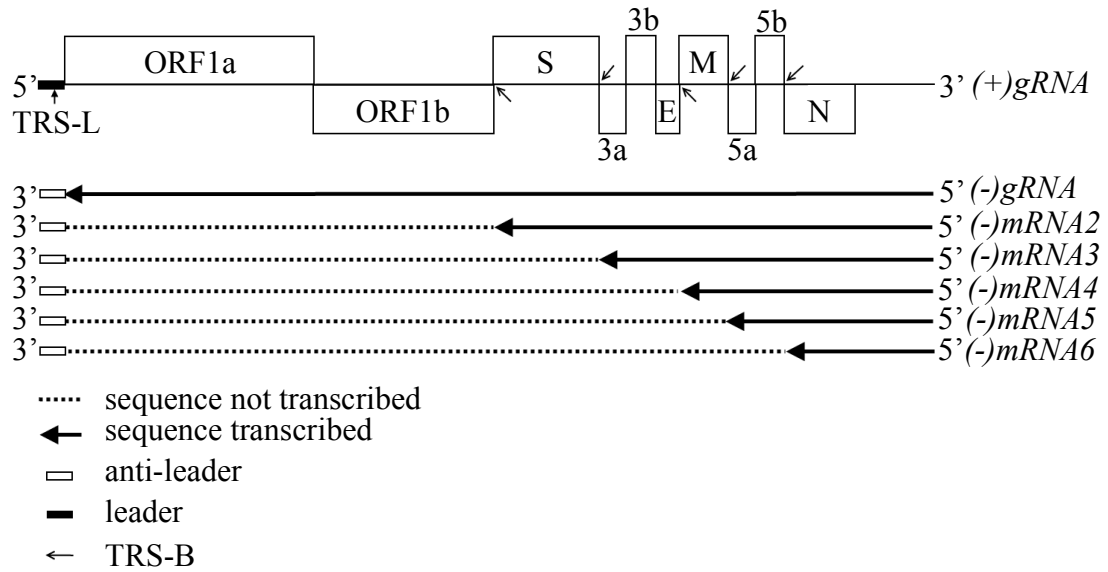 3b 5b
ORF1a S M
5’ 3’ (+)gRNA
TRS-L ORF1b E N
3a 5a
3’ 5’ (-)gRNA
3’ 5’ (-)mRNA2
3’ 5’ (-)mRNA3
3’ 5’ (-)mRNA4
3’ 5’ (-)mRNA5
3’ 5’ (-)mRNA6
sequence not transcribed
sequence transcribed
anti-leader
leader
TRS-B